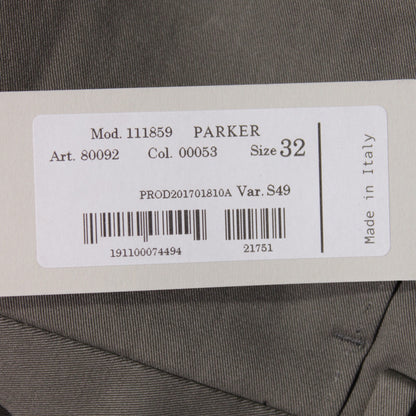 Mod. 111859 PARKER
Art. 80092 Col. 00053 Size 32
PROD201701810A Var. S49
191100074494 21751
Made in Italy